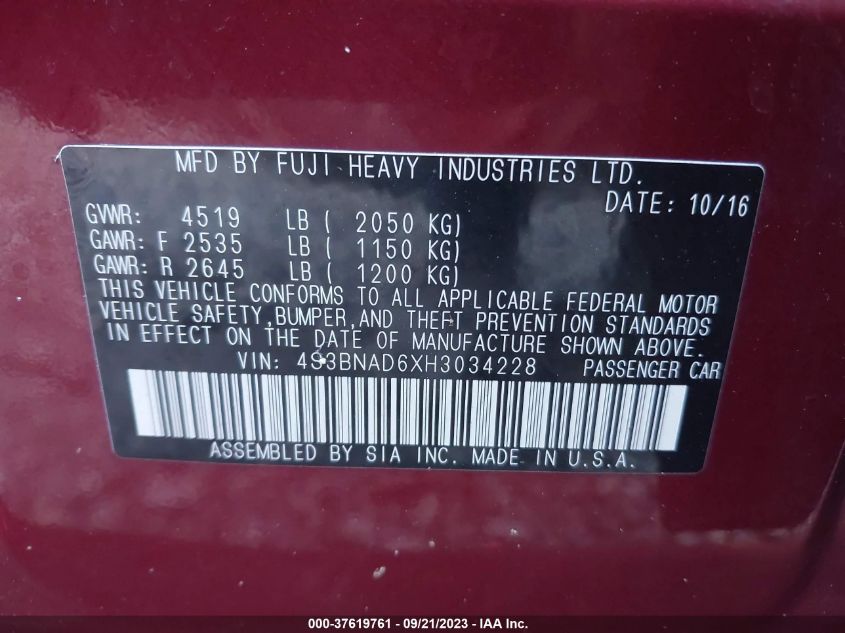 MFD BY FUJI HEAVY INDUSTRIES LTD.
DATE: 10/16
GVWR: 4519 LB ( 2050 KG)
GAWR: F 2535 LB ( 1150 KG)
GAWR: R 2645 LB ( 1200 KG)
THIS VEHICLE CONFORMS TO ALL APPLICABLE FEDERAL MOTOR
VEHICLE SAFETY,BUMPER,AND THEFT PREVENTION STANDARDS
IN EFFECT ON THE DATE OF MANUFACTURE SHOWN ABOVE.
VIN: 4S3BNAD6XH3034228 PASSENGER CAR
ASSEMBLED BY SIA INC. MADE IN U.S.A.
000-37619761 - 09/21/2023 - IAA Inc.